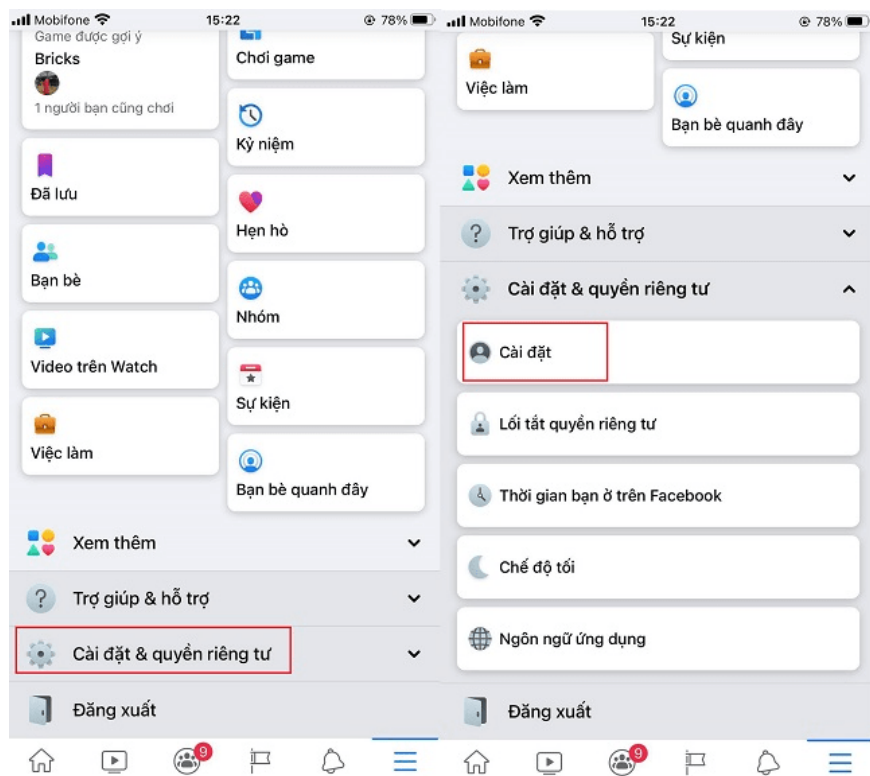 Mobifone 15:22 78%
Game được gợi ý
Bricks
1 người bạn cũng chơi
Chơi game
Kỷ niệm
Đã lưu
Hẹn hò
Bạn bè
Nhóm
Video trên Watch
Sự kiện
Việc làm
Bạn bè quanh đây
Xem thêm
Trợ giúp & hỗ trợ
Cài đặt & quyền riêng tư
Đăng xuất
9
Mobifone 15:22 78%
Sự kiện
Việc làm
Bạn bè quanh đây
Xem thêm
Trợ giúp & hỗ trợ
Cài đặt & quyền riêng tư
Cài đặt
Lối tắt quyền riêng tư
Thời gian bạn ở trên Facebook
Chế độ tối
Ngôn ngữ ứng dụng
Đăng xuất
9